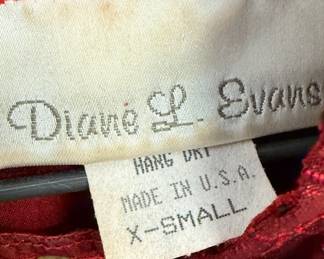 Diane L. Evans
HANG DRY
MADE IN U.S.A.
X-SMALL